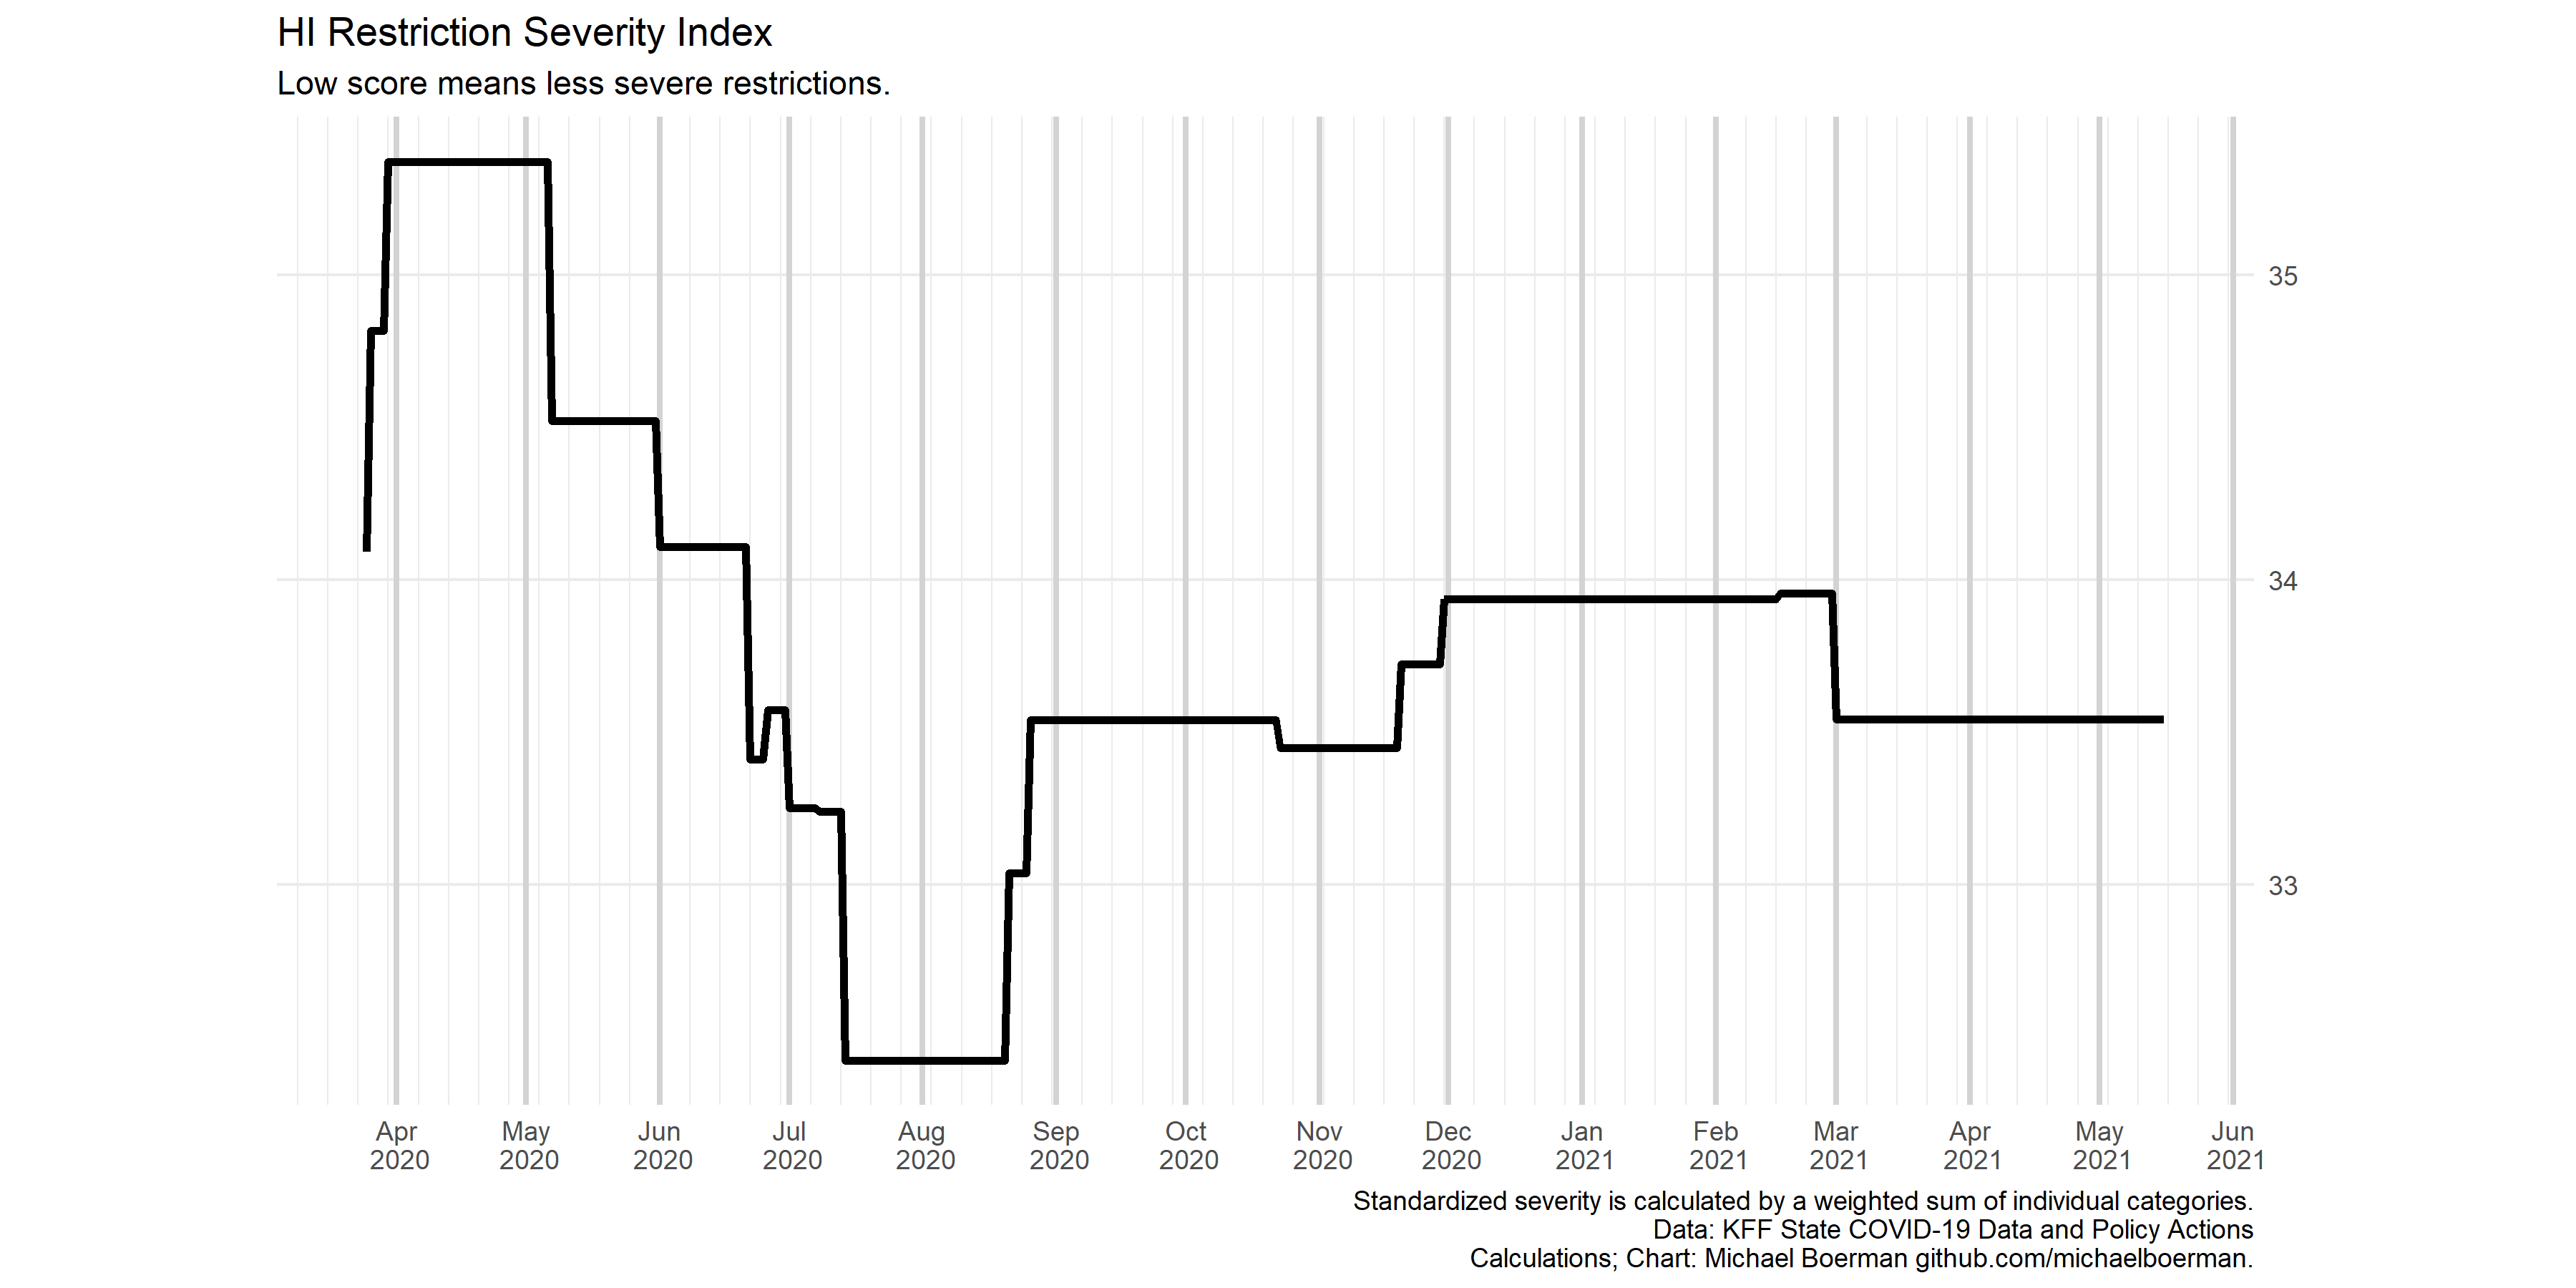 HI Restriction Severity Index
Low score means less severe restrictions.
35
34
33
Apr May Jun Jul Aug Sep Oct Nov Dec Jan Feb Mar Apr May Jun
2020 2020 2020 2020 2020 2020 2020 2020 2020 2021 2021 2021 2021 2021 2021
Standardized severity is calculated by a weighted sum of individual categories.
Data: KFF State COVID-19 Data and Policy Actions
Calculations; Chart: Michael Boerman github.com/michaelboerman.